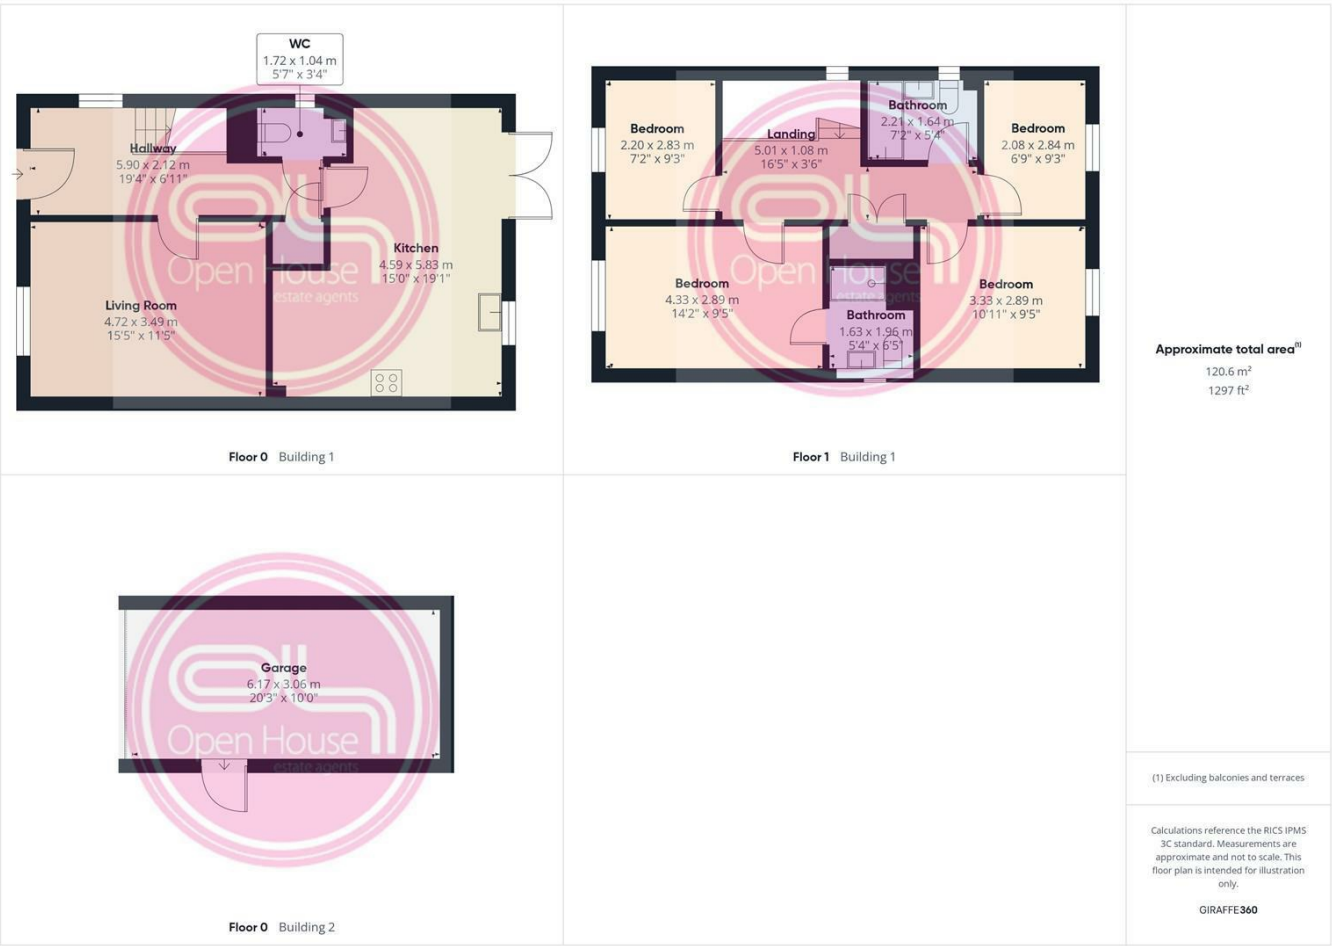 WC
1.72 x 1.04 m
5'7" x 3'4"
Hallway
5.90 x 2.12 m
19'4" x 6'11"
Kitchen
4.59 x 5.83 m
15'0" x 19'1"
Living Room
4.72 x 3.49 m
15'5" x 11'5"
Open House
estate agents
Floor 0 Building 1
Bedroom
2.20 x 2.83 m
7'2" x 9'3"
Landing
5.01 x 1.08 m
16'5" x 3'6"
Bathroom
2.21 x 1.64 m
7'2" x 5'4"
Bedroom
2.08 x 2.84 m
6'9" x 9'3"
Bedroom
4.33 x 2.89 m
14'2" x 9'5"
Bathroom
1.63 x 1.96 m
5'4" x 6'5"
Bedroom
3.33 x 2.89 m
10'11" x 9'5"
Open House
estate agents
Floor 1 Building 1
Garage
6.17 x 3.06 m
20'3" x 10'0"
Open House
estate agents
Floor 0 Building 2
Approximate total area(1)
120.6 m²
1297 ft²
(1) Excluding balconies and terraces
Calculations reference the RICS IPMS
3C standard. Measurements are
approximate and not to scale. This
floor plan is intended for illustration
only.
GIRAFFE360